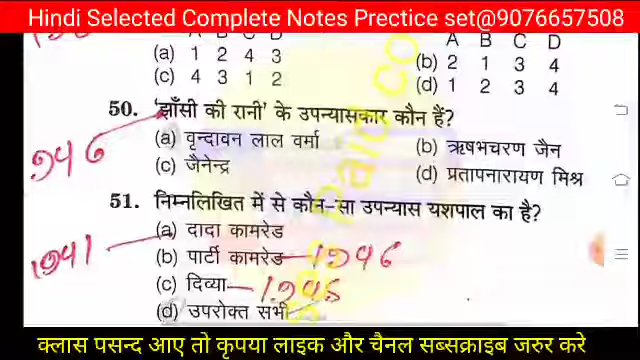 Hindi Selected Complete Notes Prectice set@9076657508
A B C D
(a) 1 2 4 3
A B C D
(b) 2 1 3 4
(c) 4 3 1 2
(d) 1 2 3 4
50. 'झाँसी की रानी' के उपन्यासकार कौन हैं?
946
(a) वृन्दावन लाल वर्मा
(b) ऋषभचरण जैन
(c) जैनेन्द्र
(d) प्रतापनारायण मिश्र
51. निम्नलिखित में से कौन-सा उपन्यास यशपाल का है?
1941
(a) दादा कामरेड
(b) पार्टी कामरेड 1946
(c) दिव्या 1945
(d) उपरोक्त सभी
क्लास पसन्द आए तो कृपया लाइक और चैनल सब्सक्राइब जरुर करे